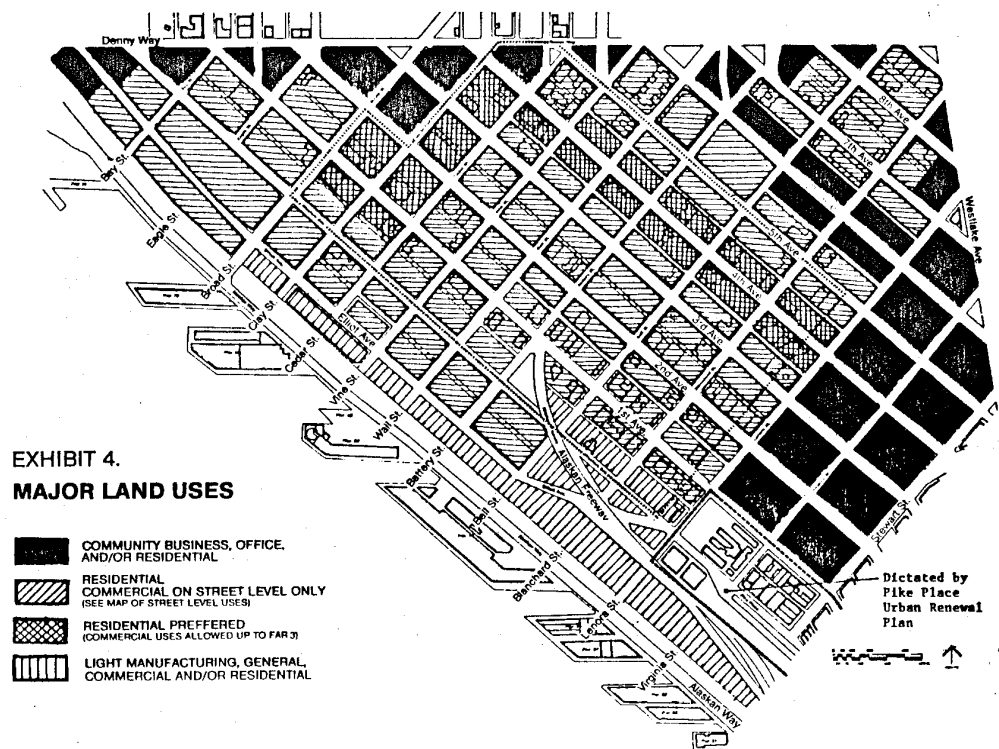 Denny Way
8th Ave
7th Ave
Westlake Ave
Bay St.
Eagle St.
5th Ave
4th Ave
Broad St.
Clay St.
Elliot Ave
3rd Ave
Cedar St.
2nd Ave
Vine St.
1st Ave
Wall St.
Alaskan Freeway
Battery St.
Stewart St.
Bell St.
Blanchard St.
Lenora St.
Virginia St.
Alaskan Way
EXHIBIT 4.
MAJOR LAND USES
COMMUNITY BUSINESS, OFFICE,
AND/OR RESIDENTIAL
RESIDENTIAL
COMMERCIAL ON STREET LEVEL ONLY
(SEE MAP OF STREET LEVEL USES)
RESIDENTIAL PREFFERED
(COMMERCIAL USES ALLOWED UP TO FAR 3)
LIGHT MANUFACTURING, GENERAL,
COMMERCIAL AND/OR RESIDENTIAL
Dictated by
Pike Place
Urban Renewal
Plan